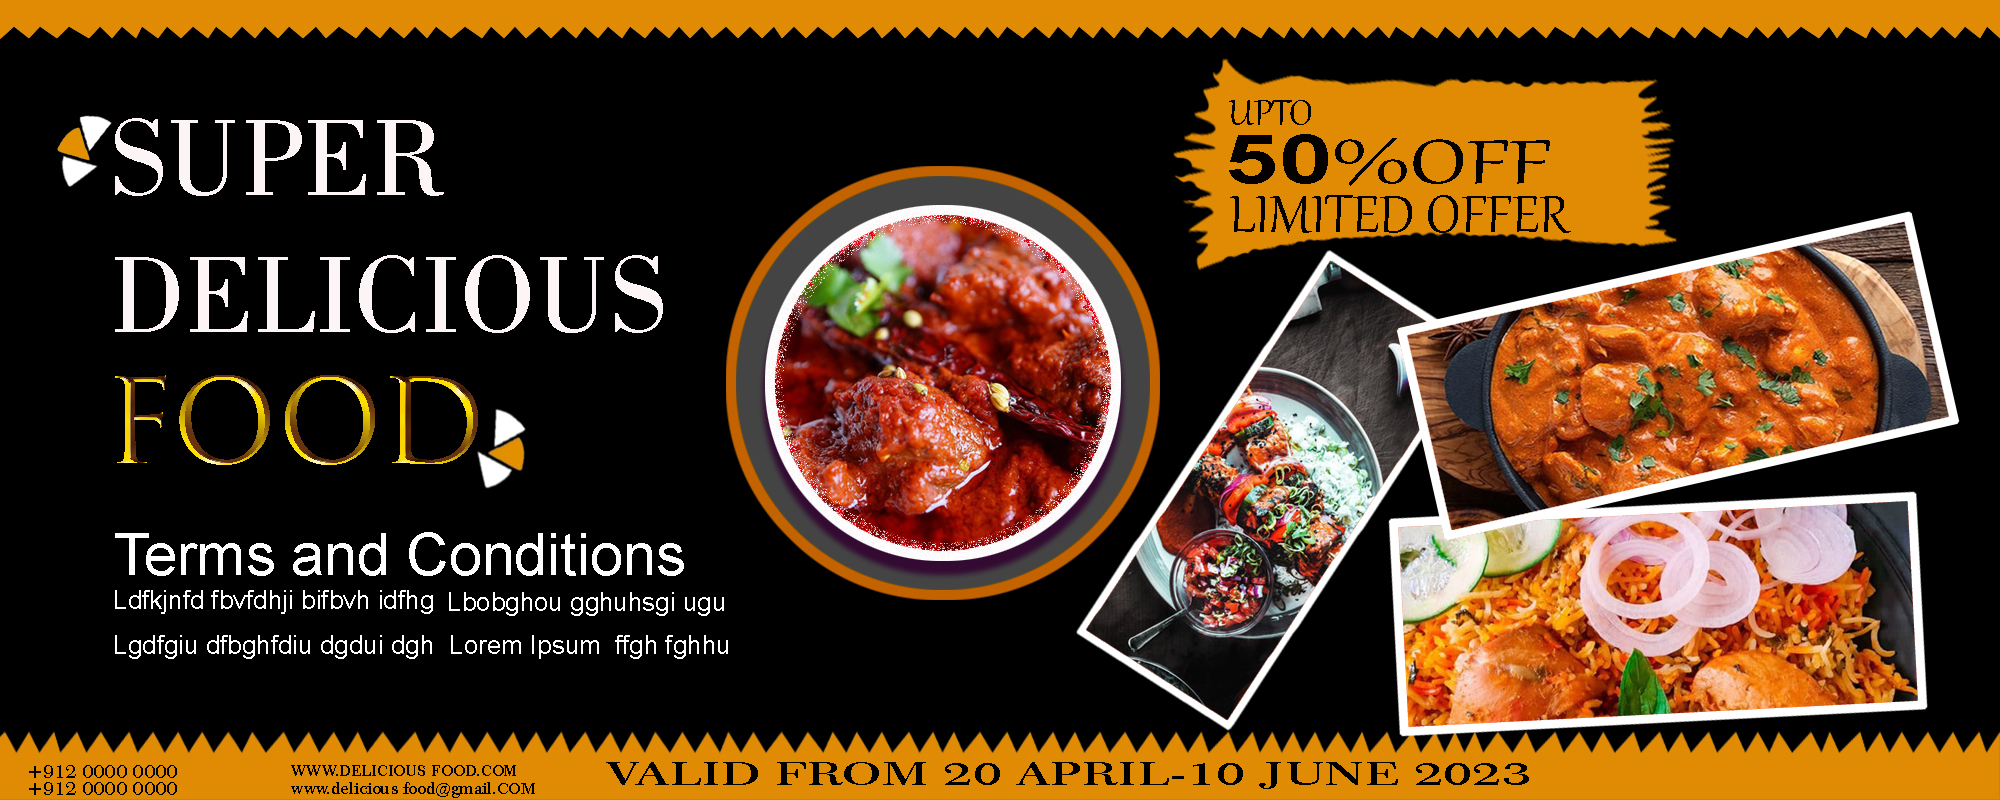 SUPER
DELICIOUS
FOOD
Terms and Conditions
Ldfkjnfd fbvfdhji bifbvh idfhg Lbobghou gghuhsgi ugu
Lgdfgiu dfbghfdiu dgdui dgh Lorem Ipsum ffgh fghhu
UPTO
50%OFF
LIMITED OFFER
+912 0000 0000
+912 0000 0000
WWW.DELICIOUS FOOD.COM
www.delicious food@gmail.COM
VALID FROM 20 APRIL-10 JUNE 2023